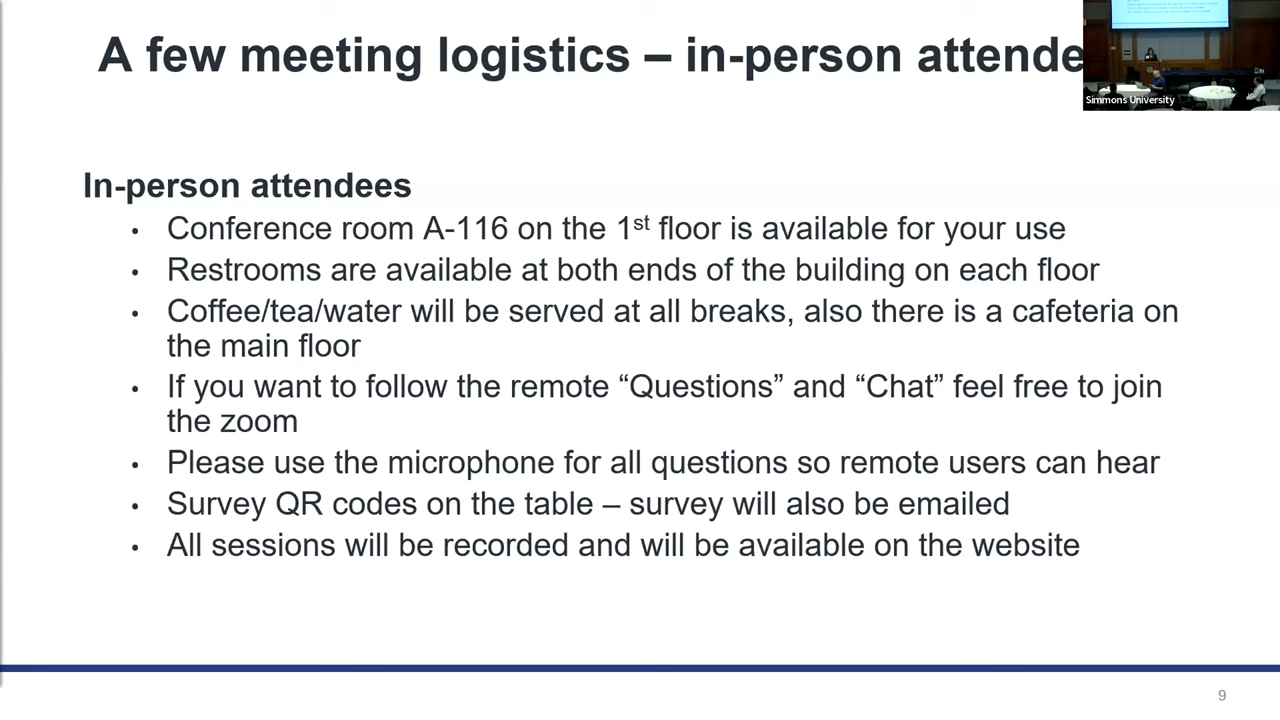 A few meeting logistics – in-person attende
Simmons University
In-person attendees
• Conference room A-116 on the 1st floor is available for your use
• Restrooms are available at both ends of the building on each floor
• Coffee/tea/water will be served at all breaks, also there is a cafeteria on
the main floor
• If you want to follow the remote “Questions” and “Chat” feel free to join
the zoom
• Please use the microphone for all questions so remote users can hear
• Survey QR codes on the table – survey will also be emailed
• All sessions will be recorded and will be available on the website
9